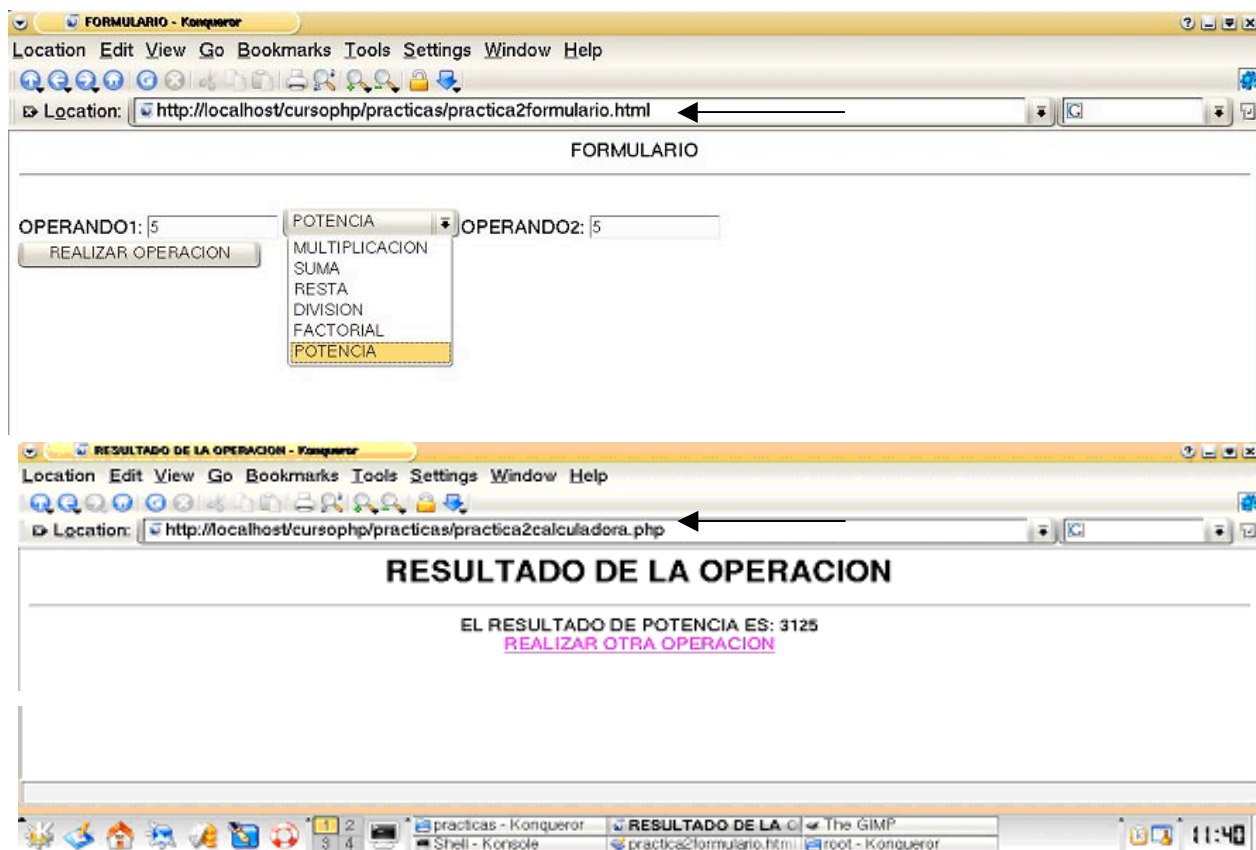 FORMULARIO - Konqueror
Location Edit View Go Bookmarks Tools Settings Window Help
Location: http://localhost/cursophp/practicas/practica2formulario.html
FORMULARIO
OPERANDO1: 5 POTENCIA OPERANDO2: 5
REALIZAR OPERACION
MULTIPLICACION
SUMA
RESTA
DIVISION
FACTORIAL
POTENCIA
RESULTADO DE LA OPERACION - Konqueror
Location Edit View Go Bookmarks Tools Settings Window Help
Location: http://localhost/cursophp/practicas/practica2calculadora.php
RESULTADO DE LA OPERACION
EL RESULTADO DE POTENCIA ES: 3125
REALIZAR OTRA OPERACION
1 2 practicas - Konqueror RESULTADO DE LA O The GIMP
3 4 Shell - Konsole practica2formulario.html root - Konqueror
11:40